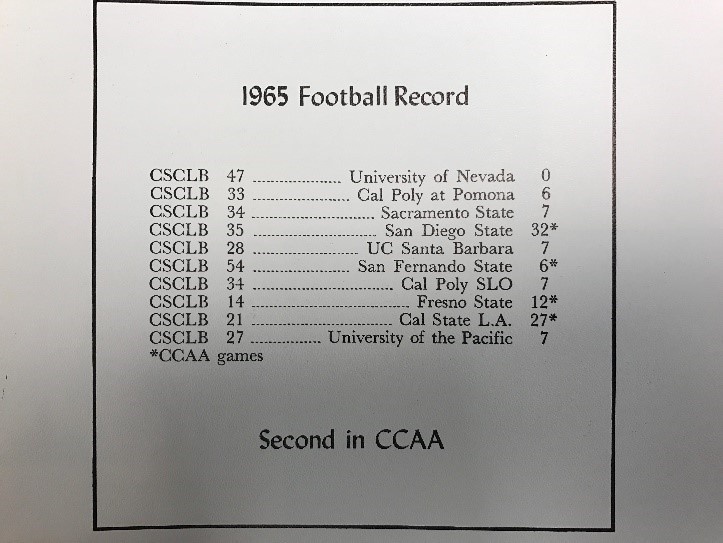 1965 Football Record
CSCLB 47 ..................... University of Nevada 0
CSCLB 33 ....................... Cal Poly at Pomona 6
CSCLB 34 ............................. Sacramento State 7
CSCLB 35 .............................. San Diego State 32*
CSCLB 28 ......................... UC Santa Barbara 7
CSCLB 54 ....................... San Fernando State 6*
CSCLB 34 .................................. Cal Poly SLO 7
CSCLB 14 ...................................... Fresno State 12*
CSCLB 21 .................................. Cal State L.A. 27*
CSCLB 27 ................. University of the Pacific 7
*CCAA games
Second in CCAA